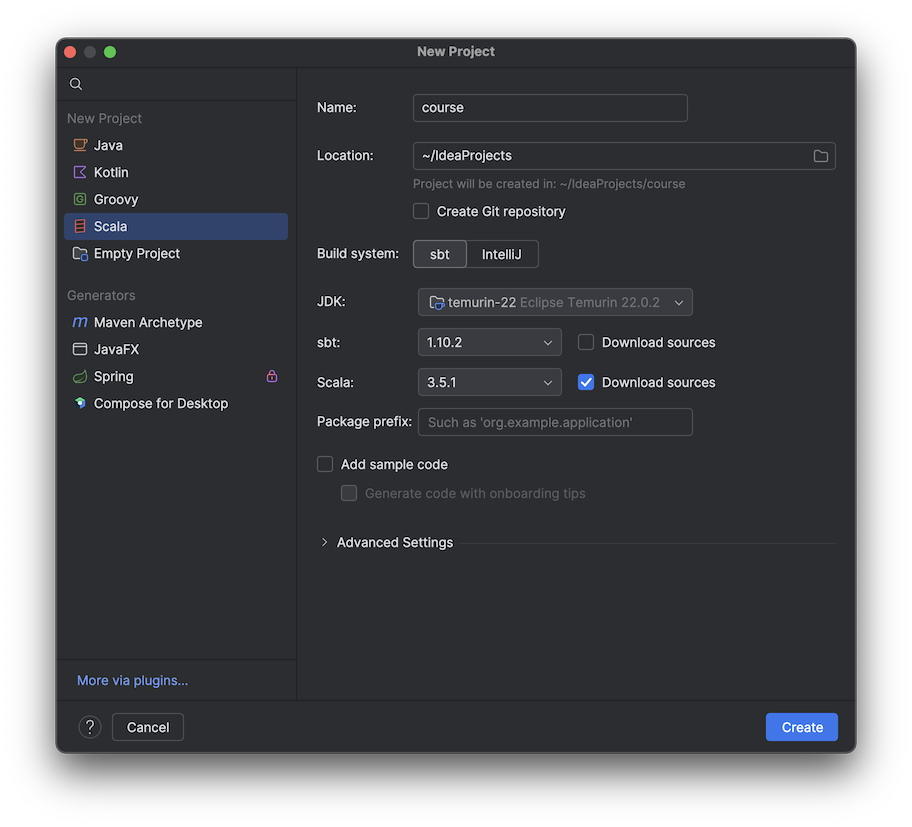 New Project
New Project
Java
Kotlin
Groovy
Scala
Empty Project
Generators
Maven Archetype
JavaFX
Spring
Compose for Desktop
More via plugins...
Name: course
Location: ~/IdeaProjects
Project will be created in: ~/IdeaProjects/course
Create Git repository
Build system: sbt IntelliJ
JDK: temurin-22 Eclipse Temurin 22.0.2
sbt: 1.10.2 Download sources
Scala: 3.5.1 Download sources
Package prefix: Such as 'org.example.application'
Add sample code
Generate code with onboarding tips
Advanced Settings
? Cancel Create